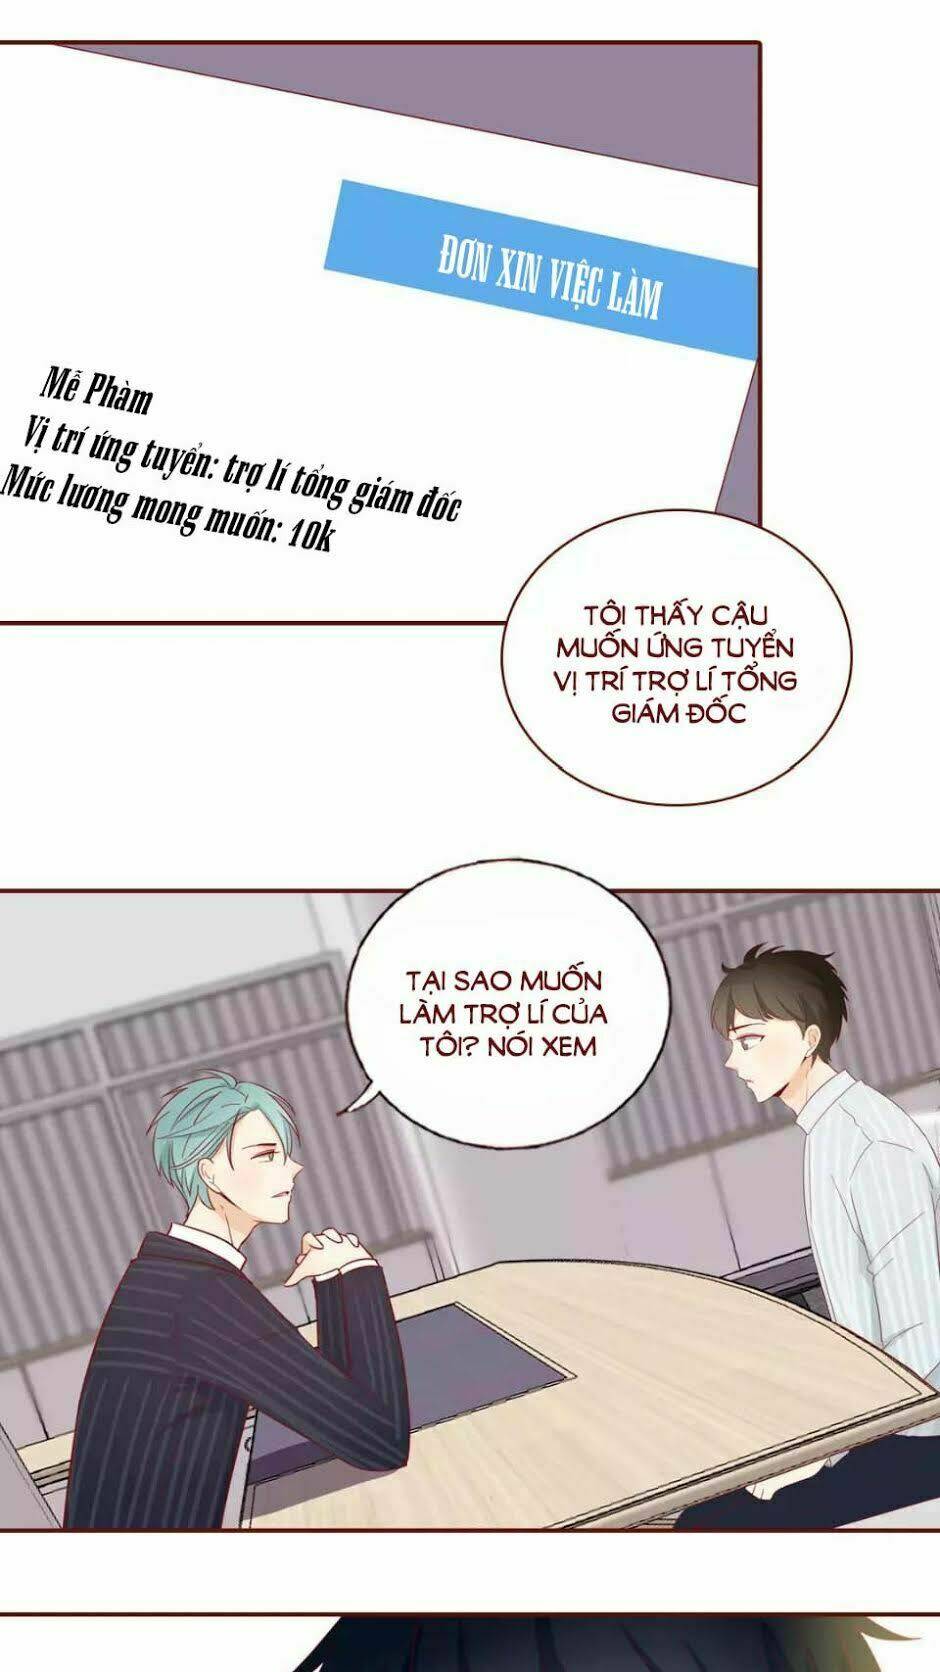 ĐƠN XIN VIỆC LÀM
Mễ Phàm
Vị trí ứng tuyển: trợ lí tổng giám đốc
Mức lương mong muốn: 10k
TÔI THẤY CẬU
MUỐN ỨNG TUYỂN
VỊ TRÍ TRỢ LÍ TỔNG
GIÁM ĐỐC
TẠI SAO MUỐN
LÀM TRỢ LÍ CỦA
TÔI? NÓI XEM